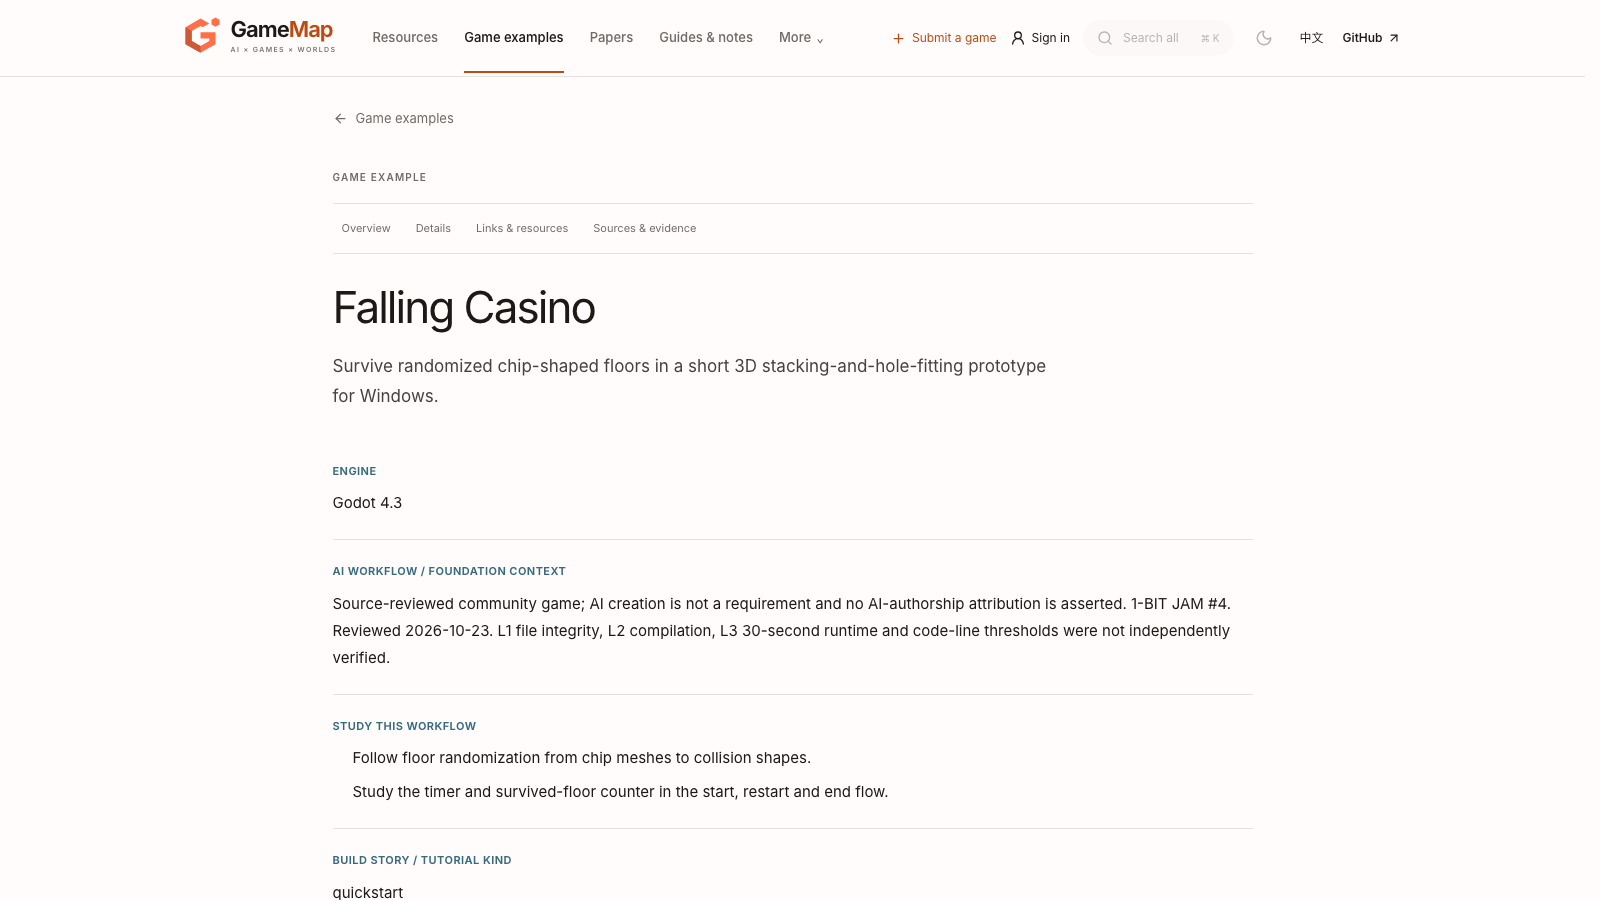 GameMap
AI × GAMES × WORLDS
Resources
Game examples
Papers
Guides & notes
More
Submit a game
Sign in
Search all
⌘ K
中文
GitHub
Game examples
GAME EXAMPLE
Overview
Details
Links & resources
Sources & evidence
Falling Casino
Survive randomized chip-shaped floors in a short 3D stacking-and-hole-fitting prototype
for Windows.
ENGINE
Godot 4.3
AI WORKFLOW / FOUNDATION CONTEXT
Source-reviewed community game; AI creation is not a requirement and no AI-authorship attribution is asserted. 1-BIT JAM #4.
Reviewed 2026-10-23. L1 file integrity, L2 compilation, L3 30-second runtime and code-line thresholds were not independently
verified.
STUDY THIS WORKFLOW
Follow floor randomization from chip meshes to collision shapes.
Study the timer and survived-floor counter in the start, restart and end flow.
BUILD STORY / TUTORIAL KIND
quickstart